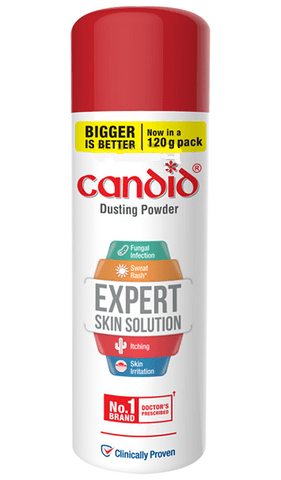 BIGGER
IS BETTER
Now in a
120 g pack
candid®
Dusting Powder
Fungal
Infection
Sweat
Rash*
EXPERT
SKIN SOLUTION
Itching
Skin
Irritation
No.1
BRAND
DOCTOR'S
PRESCRIBED
†
Clinically Proven